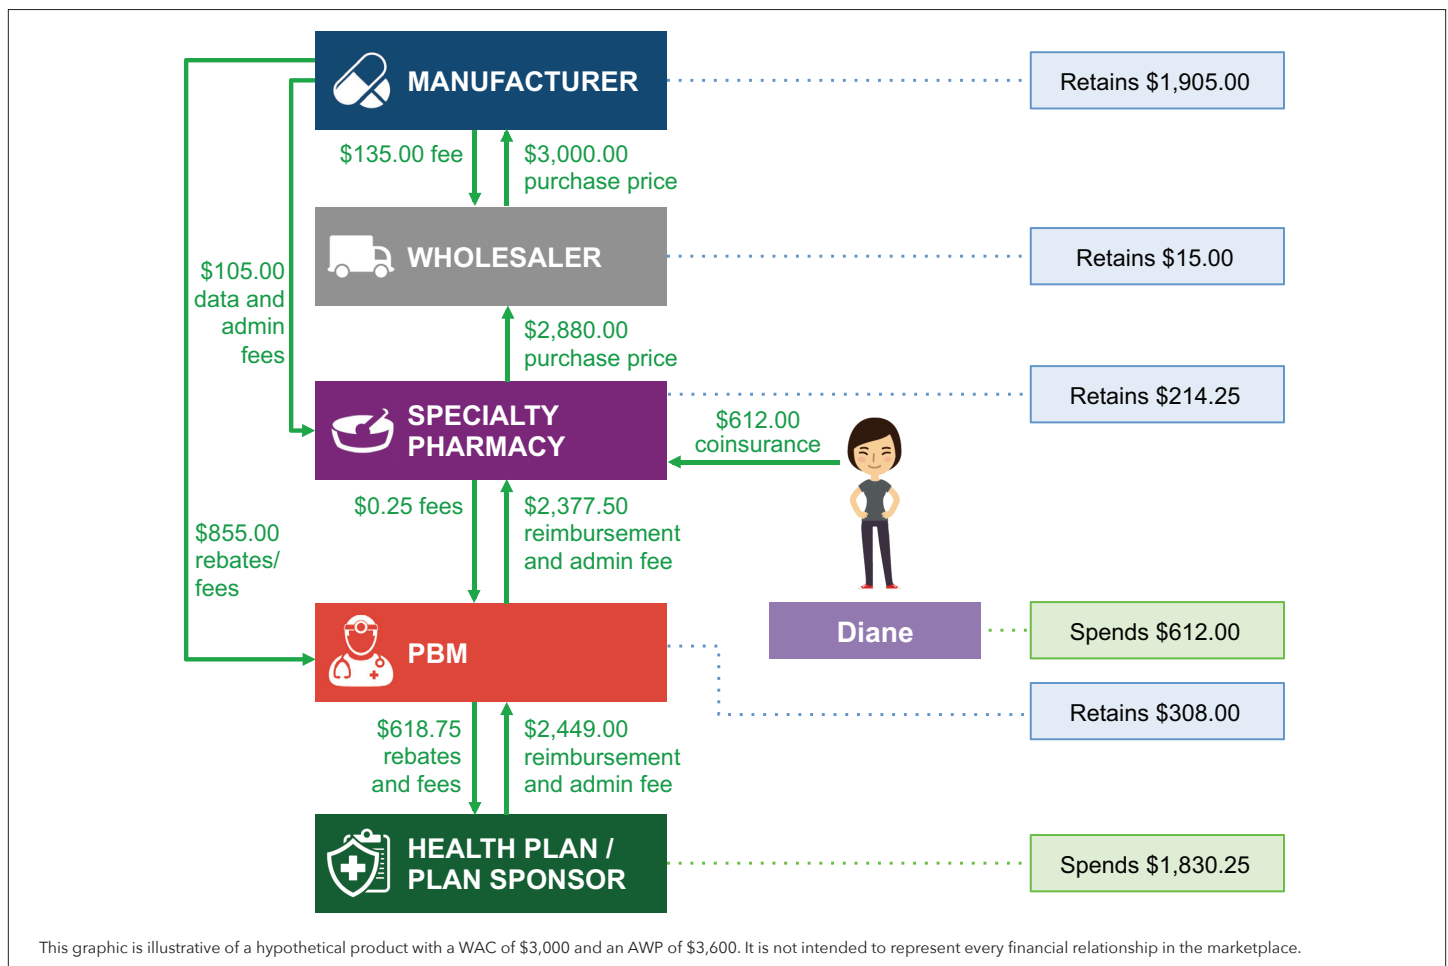 MANUFACTURER
Retains $1,905.00
$135.00 fee
$3,000.00
purchase price
WHOLESALER
Retains $15.00
$105.00
data and
admin
fees
$2,880.00
purchase price
SPECIALTY
PHARMACY
Retains $214.25
$612.00
coinsurance
$0.25 fees
$2,377.50
reimbursement
and admin fee
$855.00
rebates/
fees
PBM
Diane
Spends $612.00
Retains $308.00
$618.75
rebates
and fees
$2,449.00
reimbursement
and admin fee
HEALTH PLAN /
PLAN SPONSOR
Spends $1,830.25
This graphic is illustrative of a hypothetical product with a WAC of $3,000 and an AWP of $3,600. It is not intended to represent every financial relationship in the marketplace.